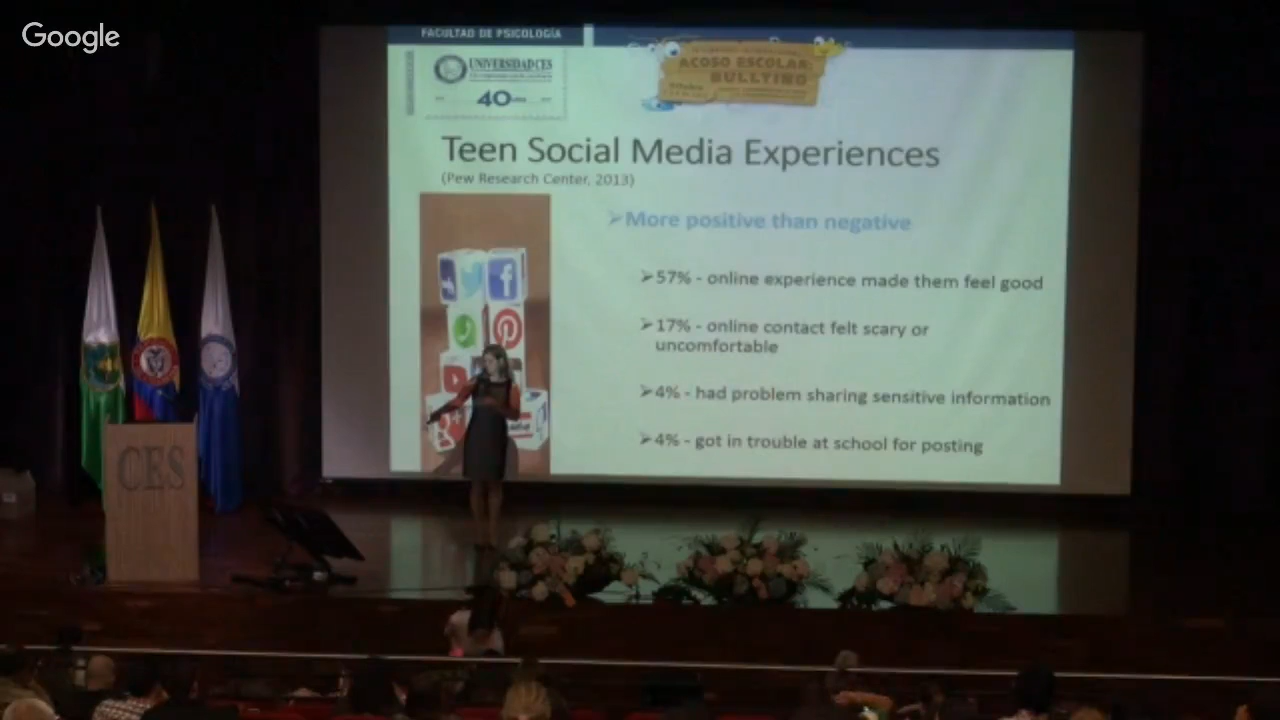 Google
FACULTAD DE PSICOLOGÍA
UNIVERSIDAD CES
40
ACOSO ESCOLAR:
BULLYING
Teen Social Media Experiences
(Pew Research Center, 2013)
➢More positive than negative
➢57% - online experience made them feel good
➢17% - online contact felt scary or
uncomfortable
➢4% - had problem sharing sensitive information
➢4% - got in trouble at school for posting
CES